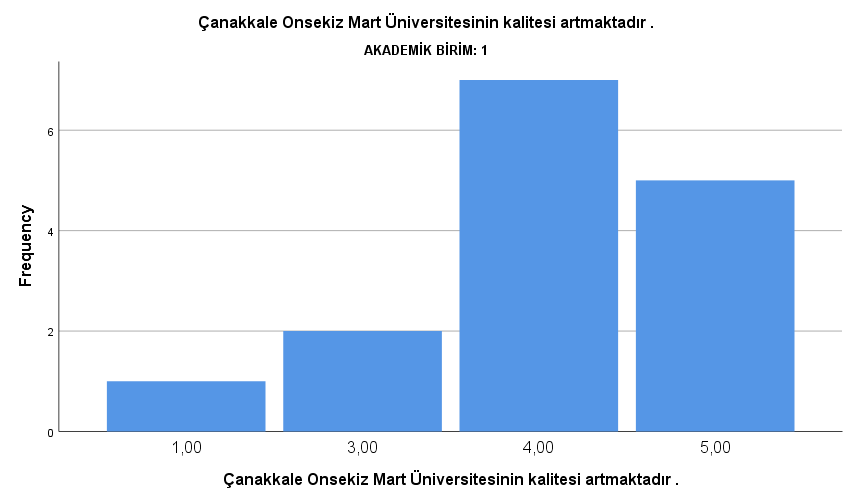 Çanakkale Onsekiz Mart Üniversitesinin kalitesi artmaktadır .
AKADEMİK BİRİM: 1
Frequency
6
4
2
0
1,00 3,00 4,00 5,00
Çanakkale Onsekiz Mart Üniversitesinin kalitesi artmaktadır .